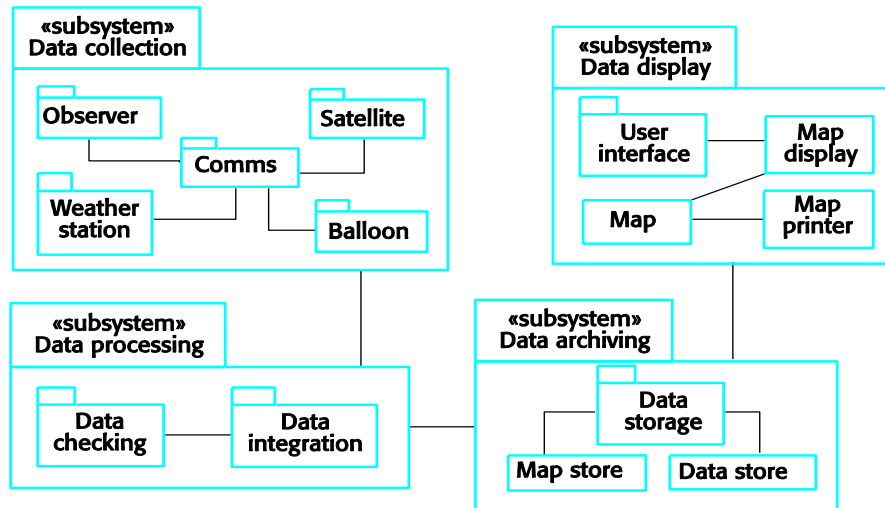 «subsystem»
Data collection
Observer
Satellite
Comms
Weather
station
Balloon
«subsystem»
Data display
User
interface
Map
display
Map
Map
printer
«subsystem»
Data processing
Data
checking
Data
integration
«subsystem»
Data archiving
Data
storage
Map store
Data store